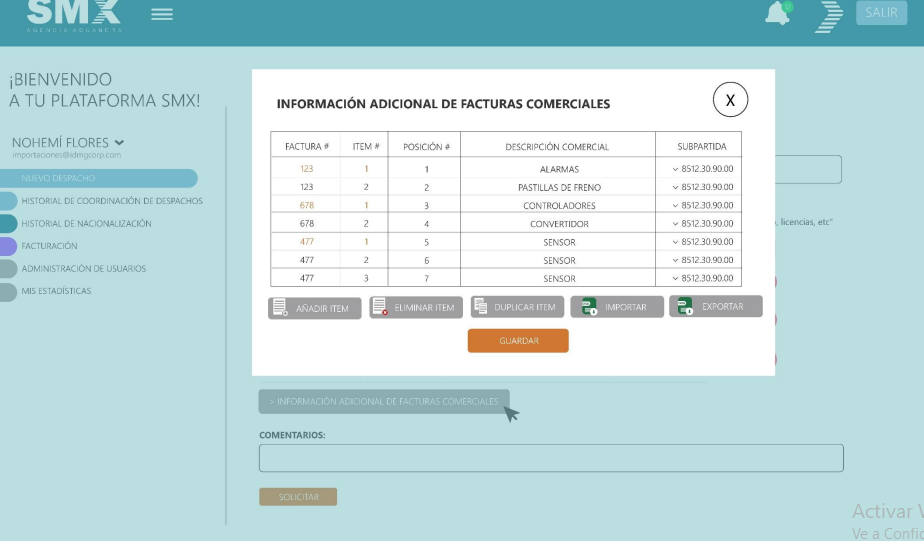 SMX
AGENCIA ADUANERA
SALIR
¡BIENVENIDO
A TU PLATAFORMA SMX!
NOHEMÍ FLORES
importaciones@idmgcorp.com
NUEVO DESPACHO
HISTORIAL DE COORDINACIÓN DE DESPACHOS
HISTORIAL DE NACIONALIZACIÓN
FACTURACIÓN
ADMINISTRACIÓN DE USUARIOS
MIS ESTADÍSTICAS
INFORMACIÓN ADICIONAL DE FACTURAS COMERCIALES
X
FACTURA # ITEM # POSICIÓN # DESCRIPCIÓN COMERCIAL SUBPARTIDA
123 1 1 ALARMAS 8512.30.90.00
123 2 2 PASTILLAS DE FRENO 8512.30.90.00
678 1 3 CONTROLADORES 8512.30.90.00
678 2 4 CONVERTIDOR 8512.30.90.00
477 1 5 SENSOR 8512.30.90.00
477 2 6 SENSOR 8512.30.90.00
477 3 7 SENSOR 8512.30.90.00
AÑADIR ITEM ELIMINAR ITEM DUPLICAR ITEM IMPORTAR EXPORTAR
GUARDAR
, licencias, etc"
> INFORMACIÓN ADICIONAL DE FACTURAS COMERCIALES
COMENTARIOS:
SOLICITAR
Activar
Ve a Confi